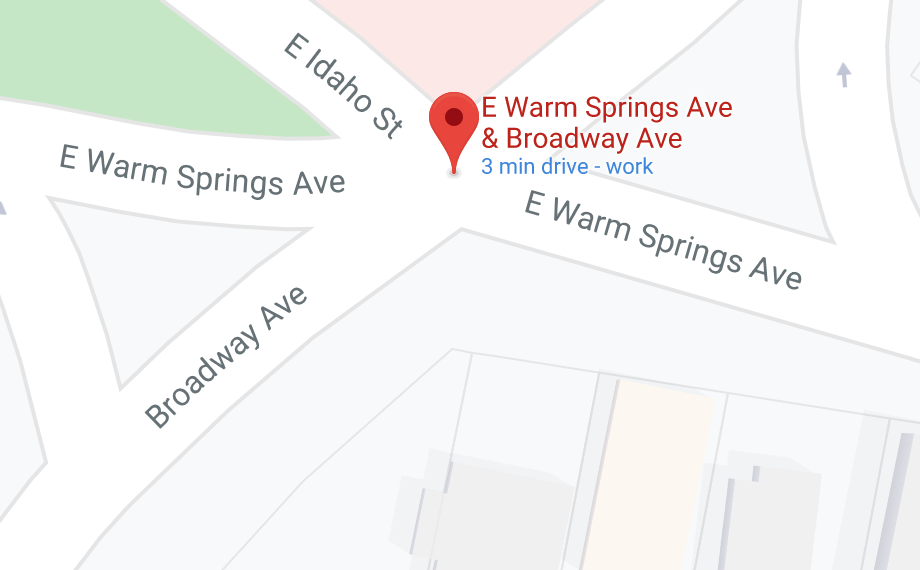 E Idaho St
E Warm Springs Ave
& Broadway Ave
3 min drive - work
E Warm Springs Ave
E Warm Springs Ave
Broadway Ave